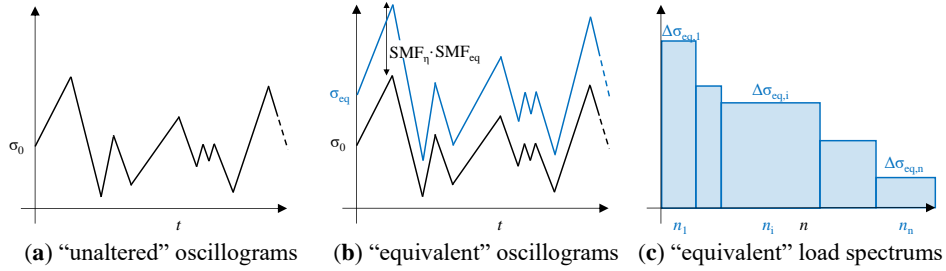 σ0
t
(a) “unaltered” oscillograms
SMFη·SMFeq
σeq
σ0
t
(b) “equivalent” oscillograms
Δσeq,1
Δσeq,i
Δσeq,n
n1 ni n nn
(c) “equivalent” load spectrums